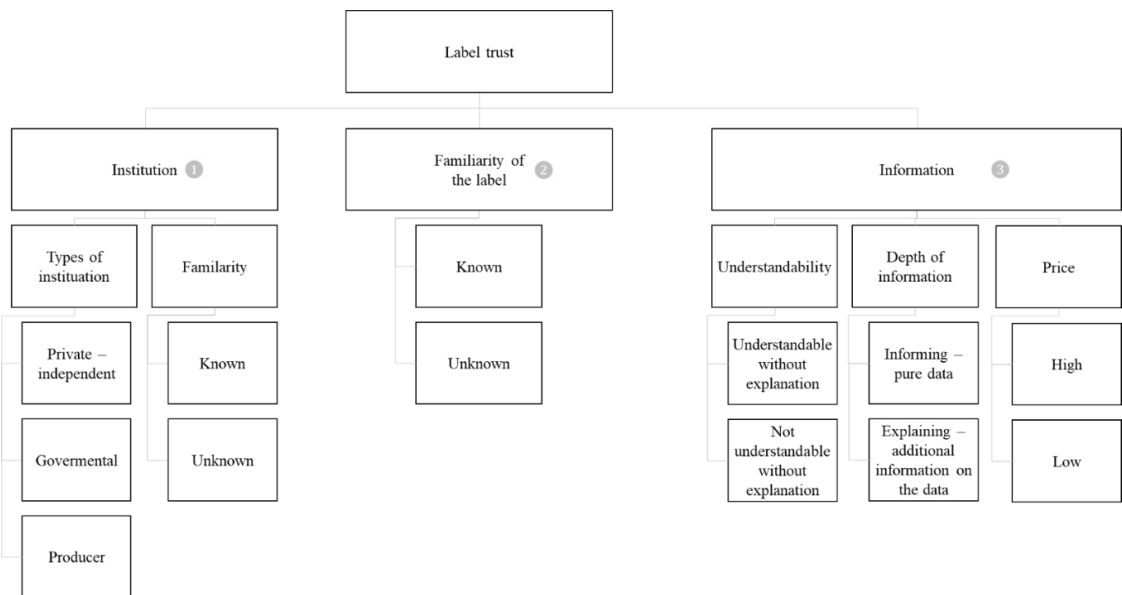 Label trust
Institution 1
Familiarity of
the label 2
Information 3
Types of
instituation
Familarity
Known
Understandability
Depth of
information
Price
Private –
independent
Known
Unknown
Understandable
without
explanation
Informing –
pure data
High
Govermental
Unknown
Not
understandable
without
explanation
Explaining –
additional
information on
the data
Low
Producer